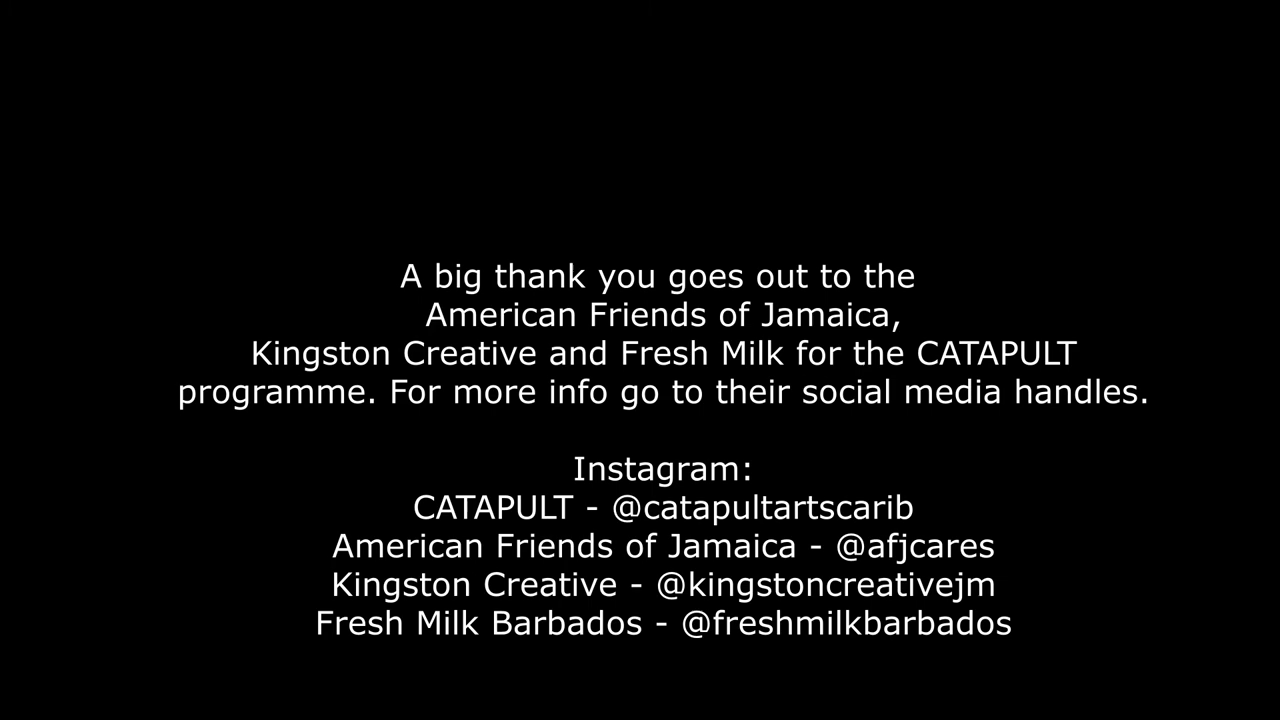 A big thank you goes out to the
American Friends of Jamaica,
Kingston Creative and Fresh Milk for the CATAPULT
programme. For more info go to their social media handles.
Instagram:
CATAPULT - @catapultartscarib
American Friends of Jamaica - @afjcares
Kingston Creative - @kingstoncreativejm
Fresh Milk Barbados - @freshmilkbarbados